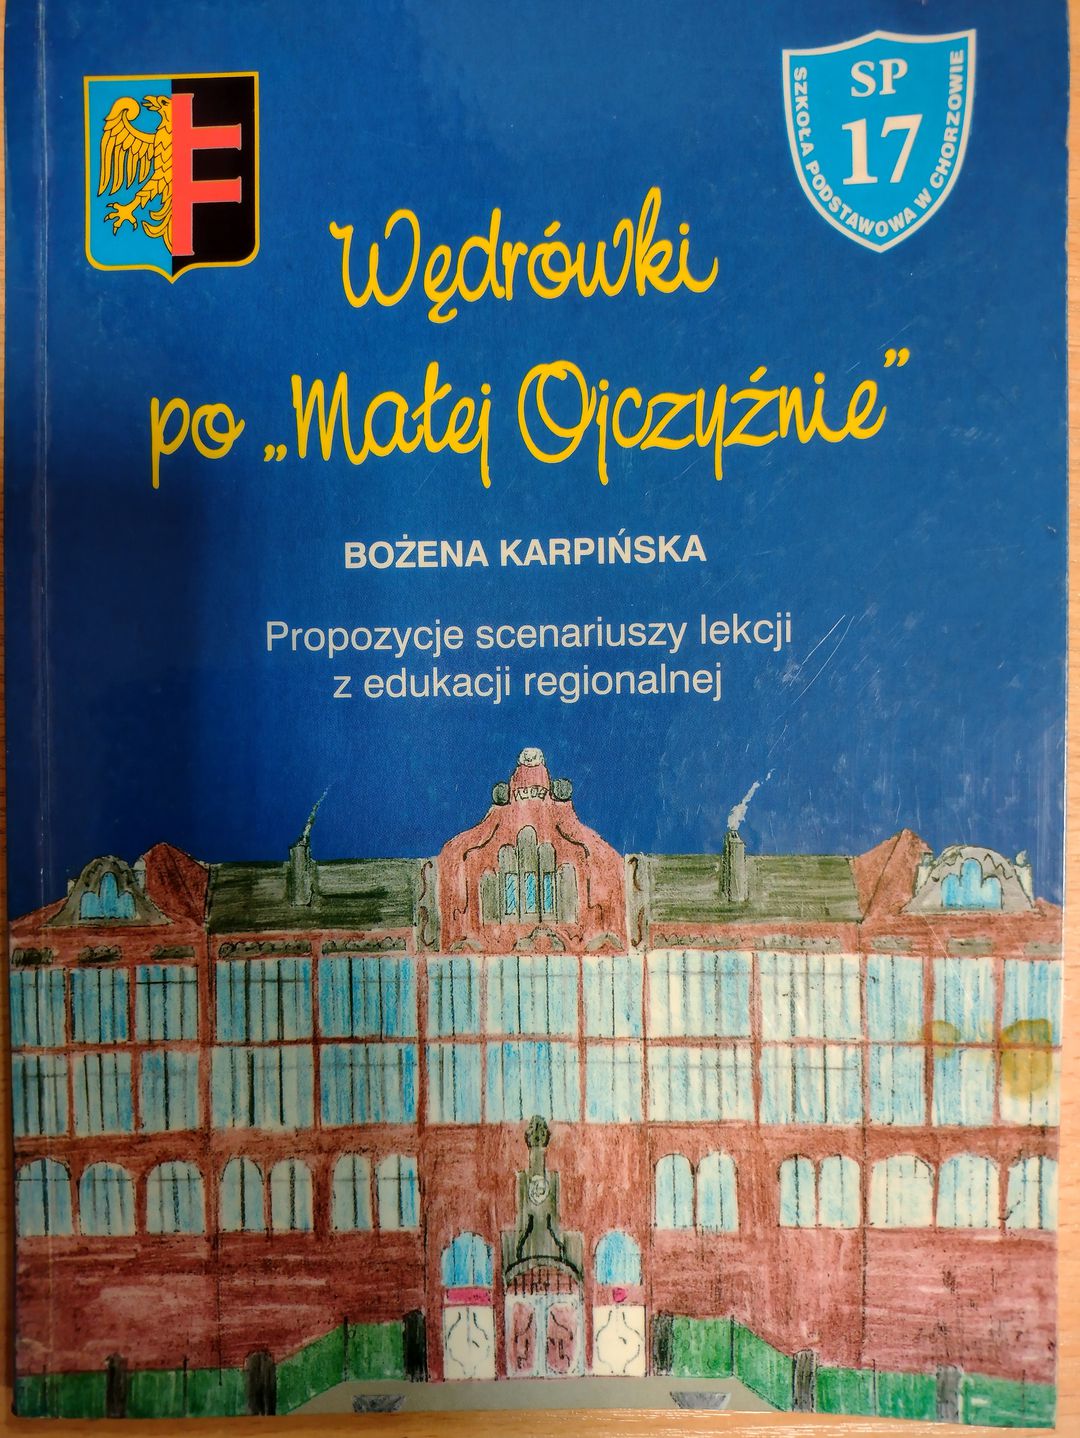 SP
17
SZKOŁA PODSTAWOWA W CHORZOWIE
Wędrówki
po „Małej Ojczyźnie”
BOŻENA KARPIŃSKA
Propozycje scenariuszy lekcji
z edukacji regionalnej